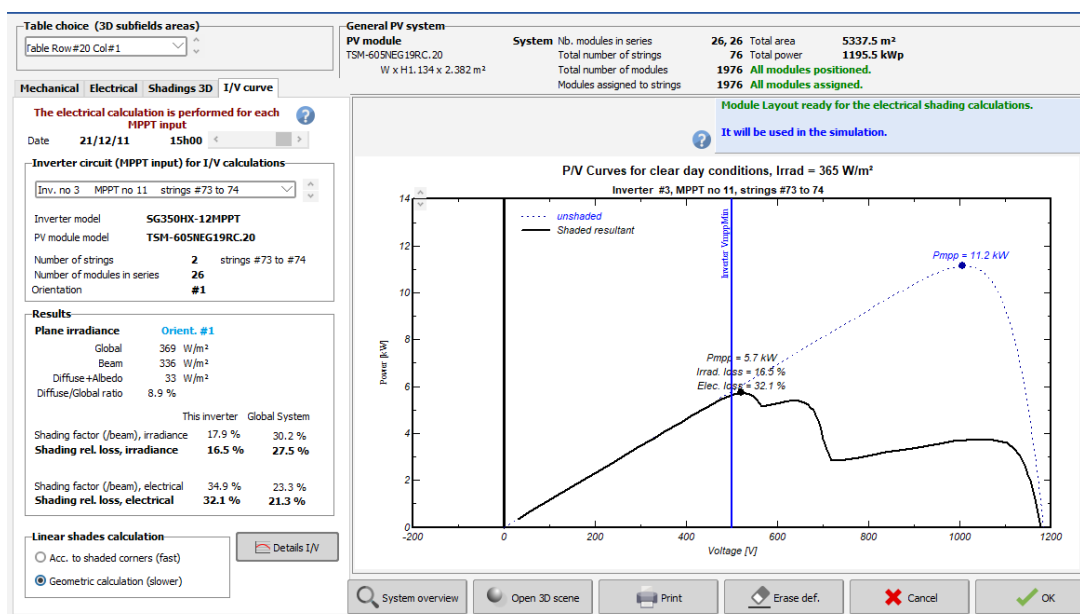 Table choice (3D subfields areas)
Table Row#20 Col#1
General PV system
PV module System Nb. modules in series 26, 26 Total area 5337.5 m²
TSM-605NEG19RC.20 Total number of strings 76 Total power 1195.5 kWp
W x H1.134 x 2.382 m² Total number of modules 1976 All modules positioned.
Modules assigned to strings 1976 All modules assigned.
Mechanical Electrical Shadings 3D I/V curve
The electrical calculation is performed for each
MPPT input
?
Date 21/12/11 15h00
Module Layout ready for the electrical shading calculations.
It will be used in the simulation.
?
Inverter circuit (MPPT input) for I/V calculations
Inv. no 3 MPPT no 11 strings #73 to 74
Inverter model SG350HX-12MPPT
PV module model TSM-605NEG19RC.20
Number of strings 2 strings #73 to #74
Number of modules in series 26
Orientation #1
Results
Plane irradiance Orient. #1
Global 369 W/m²
Beam 336 W/m²
Diffuse+Albedo 33 W/m²
Diffuse/Global ratio 8.9 %
This inverter Global System
Shading factor (/beam), irradiance 17.9 % 30.2 %
Shading rel. loss, irradiance 16.5 % 27.5 %
Shading factor (/beam), electrical 34.9 % 23.3 %
Shading rel. loss, electrical 32.1 % 21.3 %
Linear shades calculation
Acc. to shaded corners (fast)
Geometric calculation (slower)
Details I/V
P/V Curves for clear day conditions, Irrad = 365 W/m²
Inverter #3, MPPT no 11, strings #73 to 74
14
12
10
8
6
4
2
0
Power [kW]
unshaded
Shaded resultant
Inverter VmppMin
Pmpp = 11.2 kW
Pmpp = 5.7 kW
Irrad. loss = 16.5 %
Elec. loss = 32.1 %
-200 0 200 400 600 800 1000 1200
Voltage [V]
System overview Open 3D scene Print Erase def. Cancel OK